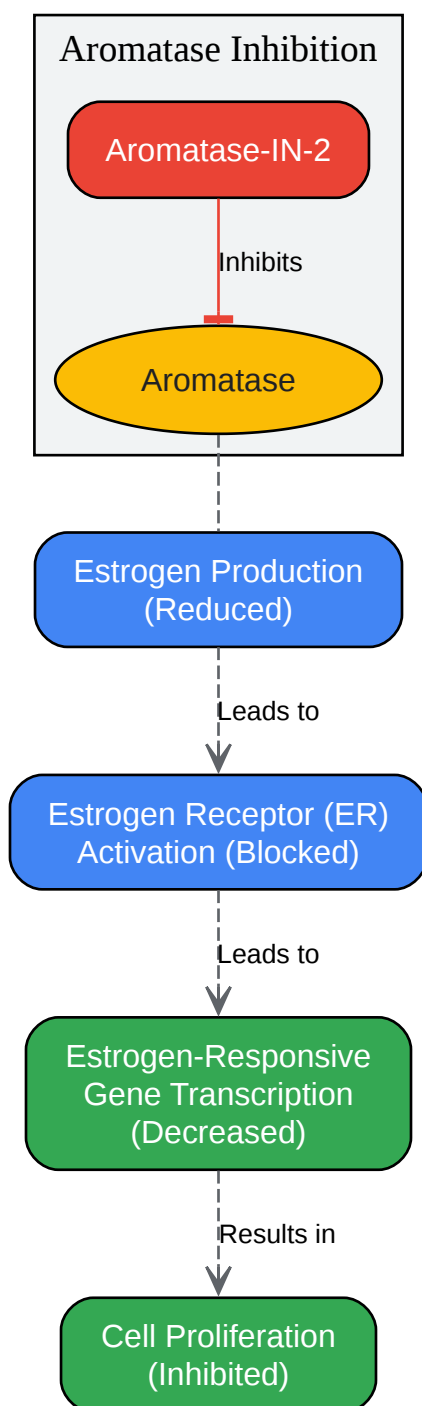 Aromatase Inhibition
Aromatase-IN-2
Inhibits
Aromatase
Estrogen Production
(Reduced)
Leads to
Estrogen Receptor (ER)
Activation (Blocked)
Leads to
Estrogen-Responsive
Gene Transcription
(Decreased)
Results in
Cell Proliferation
(Inhibited)